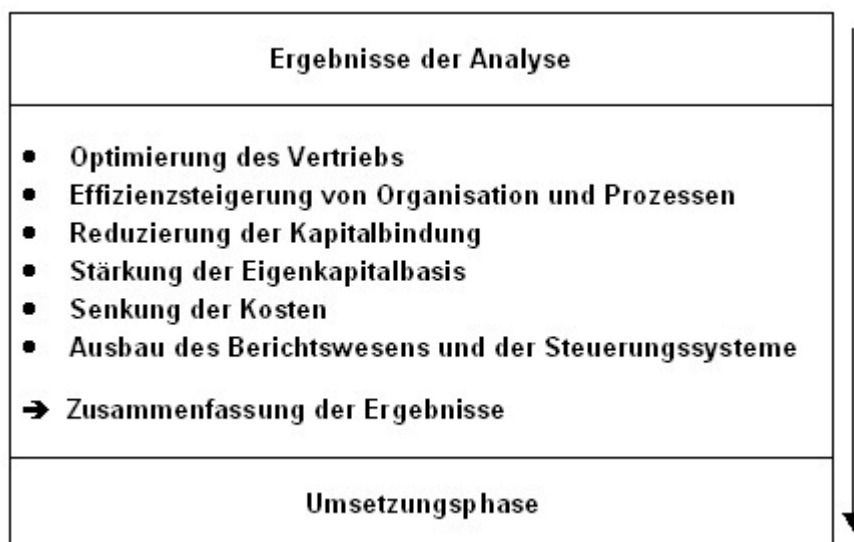 Ergebnisse der Analyse
● Optimierung des Vertriebs
● Effizienzsteigerung von Organisation und Prozessen
● Reduzierung der Kapitalbindung
● Stärkung der Eigenkapitalbasis
● Senkung der Kosten
● Ausbau des Berichtswesens und der Steuerungssysteme
➔ Zusammenfassung der Ergebnisse
Umsetzungsphase